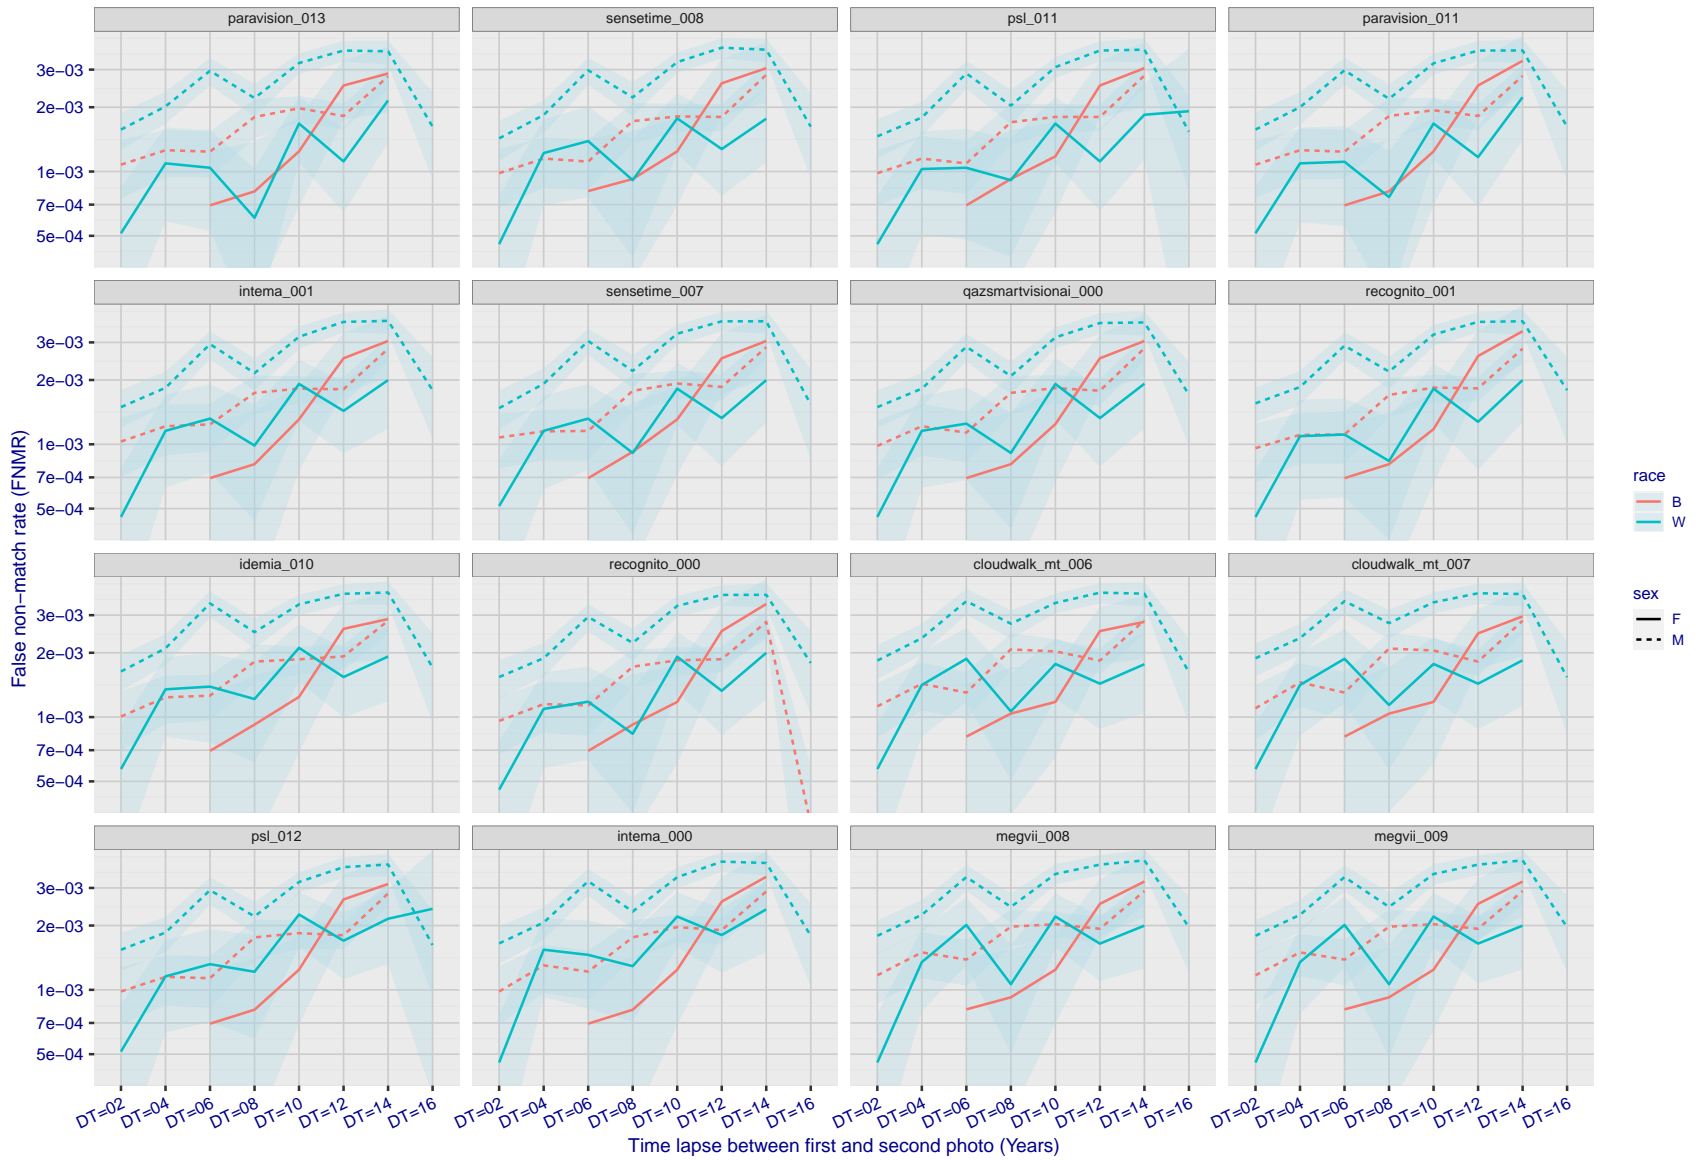 paravision_013
sensetime_008
psl_011
paravision_011
3e−03
2e−03
1e−03
7e−04
5e−04
intema_001
sensetime_007
qazsmartvisionai_000
recognito_001
3e−03
2e−03
1e−03
7e−04
5e−04
idemia_010
recognito_000
cloudwalk_mt_006
cloudwalk_mt_007
3e−03
2e−03
1e−03
7e−04
5e−04
psl_012
intema_000
megvii_008
megvii_009
3e−03
2e−03
1e−03
7e−04
5e−04
DT=02 DT=04 DT=06 DT=08 DT=10 DT=12 DT=14 DT=16
DT=02 DT=04 DT=06 DT=08 DT=10 DT=12 DT=14 DT=16
DT=02 DT=04 DT=06 DT=08 DT=10 DT=12 DT=14 DT=16
DT=02 DT=04 DT=06 DT=08 DT=10 DT=12 DT=14 DT=16
Time lapse between first and second photo (Years)
False non−match rate (FNMR)
race
B
W
sex
F
M